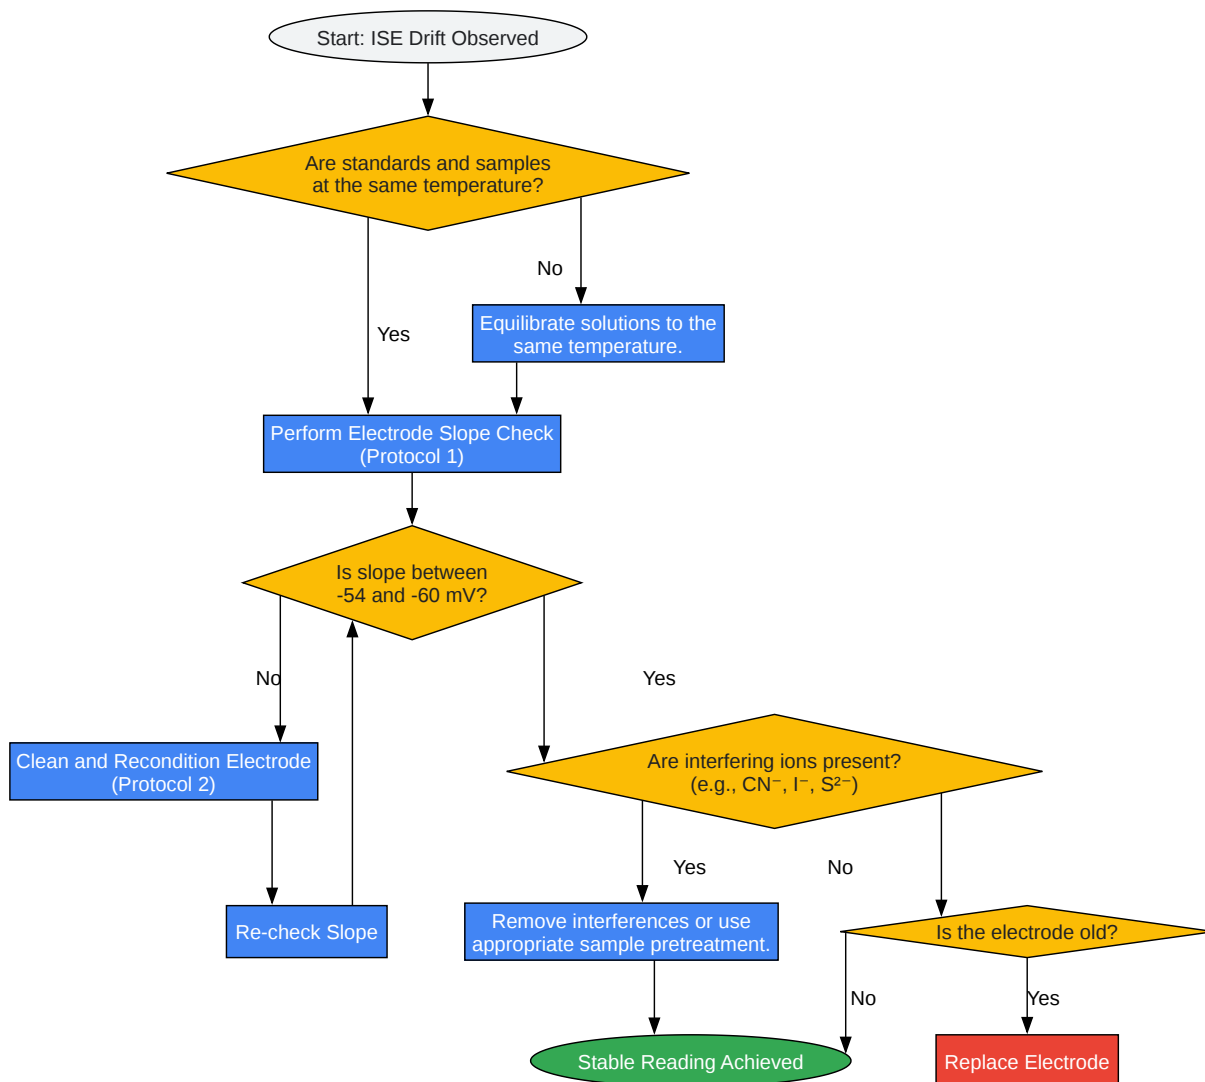 Start: ISE Drift Observed
Are standards and samples
at the same temperature?
No
Yes
Equilibrate solutions to the
same temperature.
Perform Electrode Slope Check
(Protocol 1)
Is slope between
-54 and -60 mV?
No
Yes
Clean and Recondition Electrode
(Protocol 2)
Are interfering ions present?
(e.g., CN⁻, I⁻, S²⁻)
Yes
No
Re-check Slope
Remove interferences or use
appropriate sample pretreatment.
Is the electrode old?
No
Yes
Stable Reading Achieved
Replace Electrode